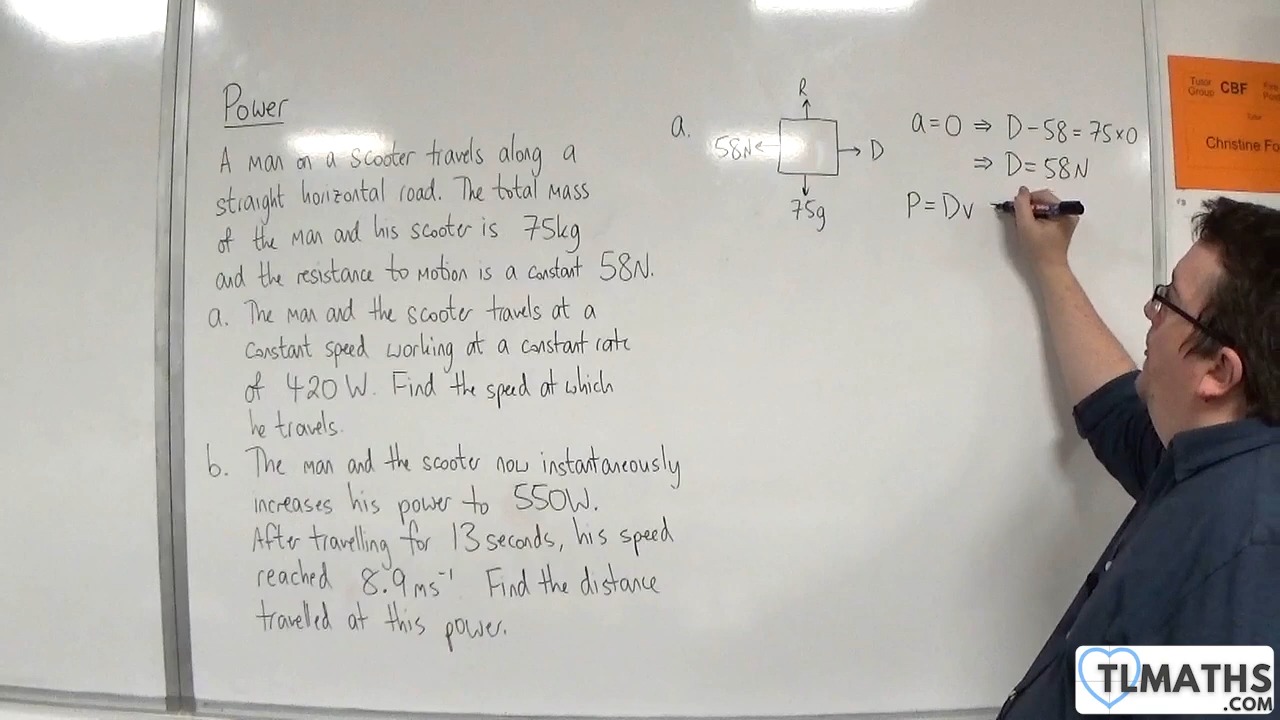 Power
A man on a scooter travels along a
straight horizontal road. The total mass
of the man and his scooter is 75kg
and the resistance to motion is a constant 58N.
a. The man and the scooter travels at a
constant speed working at a constant rate
of 420 W. Find the speed at which
he travels.
b. The man and the scooter now instantaneously
increases his power to 550W.
After travelling for 13 seconds, his speed
reached 8.9 ms⁻¹. Find the distance
travelled at this power.
a.
R
58N
D
75g
a=0 ⇒ D-58=75×0
⇒ D=58N
P=Dv
Tutor
Group
CBF
Tutor
Christine
TLMATHS
.COM